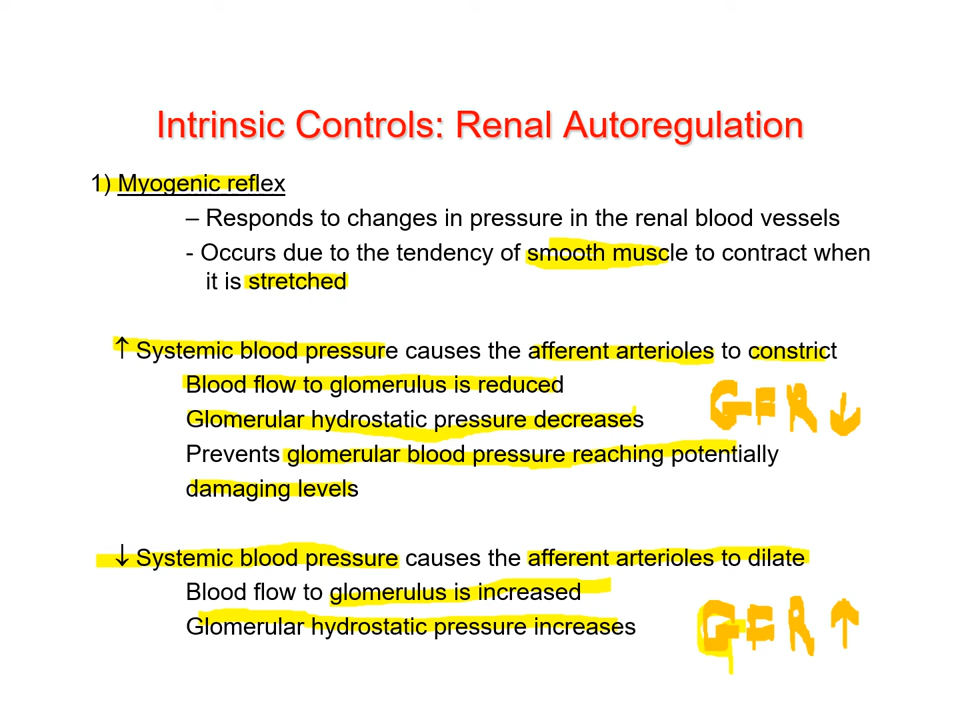 Intrinsic Controls: Renal Autoregulation
1) Myogenic reflex
– Responds to changes in pressure in the renal blood vessels
- Occurs due to the tendency of smooth muscle to contract when
it is stretched
↑ Systemic blood pressure causes the afferent arterioles to constrict
Blood flow to glomerulus is reduced
GFR ↓
Glomerular hydrostatic pressure decreases
Prevents glomerular blood pressure reaching potentially
damaging levels
↓ Systemic blood pressure causes the afferent arterioles to dilate
Blood flow to glomerulus is increased
Glomerular hydrostatic pressure increases
GFR ↑